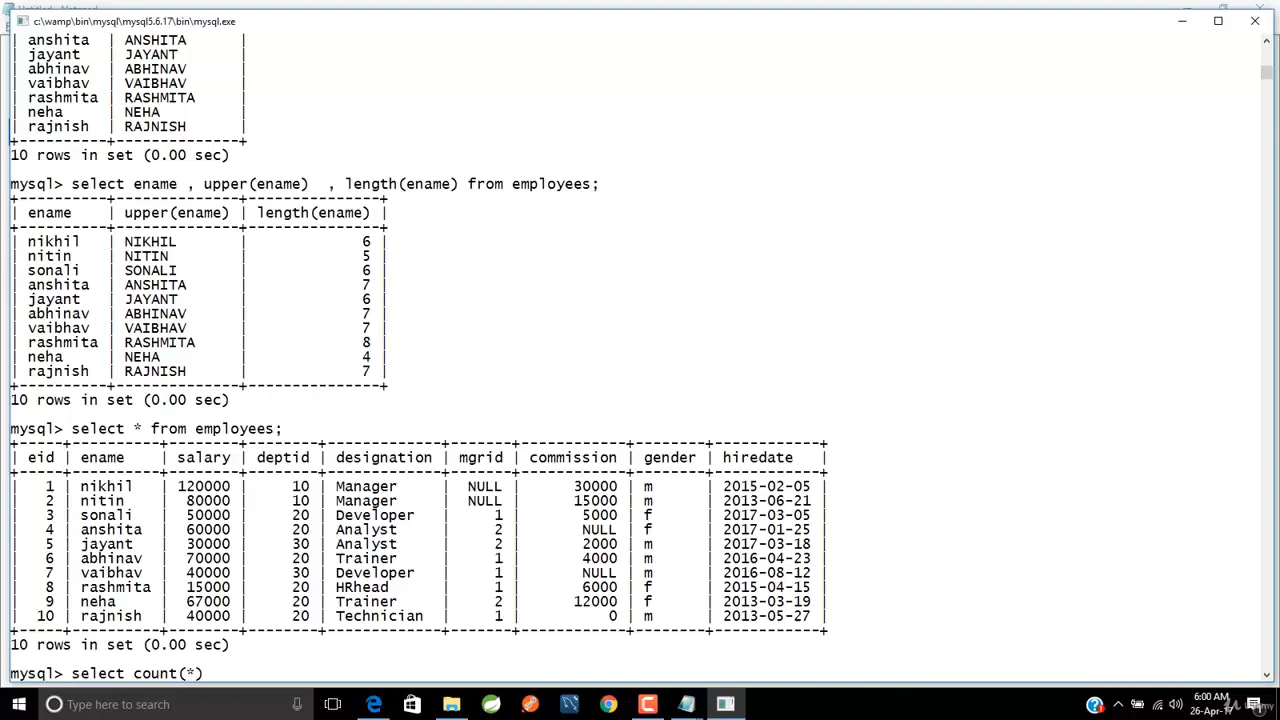 c:\wamp\bin\mysql\mysql5.6.17\bin\mysql.exe
| anshita  | ANSHITA      |
| jayant   | JAYANT       |
| abhinav  | ABHINAV      |
| vaibhav  | VAIBHAV      |
| rashmita | RASHMITA     |
| neha     | NEHA         |
| rajnish  | RAJNISH      |
+----------+--------------+
10 rows in set (0.00 sec)
mysql> select ename , upper(ename)  , length(ename) from employees;
+----------+--------------+---------------+
| ename    | upper(ename) | length(ename) |
+----------+--------------+---------------+
| nikhil   | NIKHIL       |             6 |
| nitin    | NITIN        |             5 |
| sonali   | SONALI       |             6 |
| anshita  | ANSHITA      |             7 |
| jayant   | JAYANT       |             6 |
| abhinav  | ABHINAV      |             7 |
| vaibhav  | VAIBHAV      |             7 |
| rashmita | RASHMITA     |             8 |
| neha     | NEHA         |             4 |
| rajnish  | RAJNISH      |             7 |
+----------+--------------+---------------+
10 rows in set (0.00 sec)
mysql> select * from employees;
+-----+----------+--------+--------+-------------+-------+------------+--------+------------+
| eid | ename    | salary | deptid | designation | mgrid | commission | gender | hiredate   |
+-----+----------+--------+--------+-------------+-------+------------+--------+------------+
|   1 | nikhil   | 120000 |     10 | Manager     |  NULL |      30000 | m      | 2015-02-05 |
|   2 | nitin    |  80000 |     10 | Manager     |  NULL |      15000 | m      | 2013-06-21 |
|   3 | sonali   |  50000 |     20 | Developer   |     1 |       5000 | f      | 2017-03-05 |
|   4 | anshita  |  60000 |     20 | Analyst     |     2 |       NULL | f      | 2017-01-25 |
|   5 | jayant   |  30000 |     30 | Analyst     |     2 |       2000 | m      | 2017-03-18 |
|   6 | abhinav  |  70000 |     20 | Trainer     |     1 |       4000 | m      | 2016-04-23 |
|   7 | vaibhav  |  40000 |     30 | Developer   |     1 |       NULL | m      | 2016-08-12 |
|   8 | rashmita |  15000 |     20 | HRhead      |     1 |       6000 | f      | 2015-04-15 |
|   9 | neha     |  67000 |     20 | Trainer     |     2 |      12000 | f      | 2013-03-19 |
|  10 | rajnish  |  40000 |     20 | Technician  |     1 |          0 | m      | 2013-05-27 |
+-----+----------+--------+--------+-------------+-------+------------+--------+------------+
10 rows in set (0.00 sec)
mysql> select count(*)
Type here to search
6:00 AM
26-Apr-17